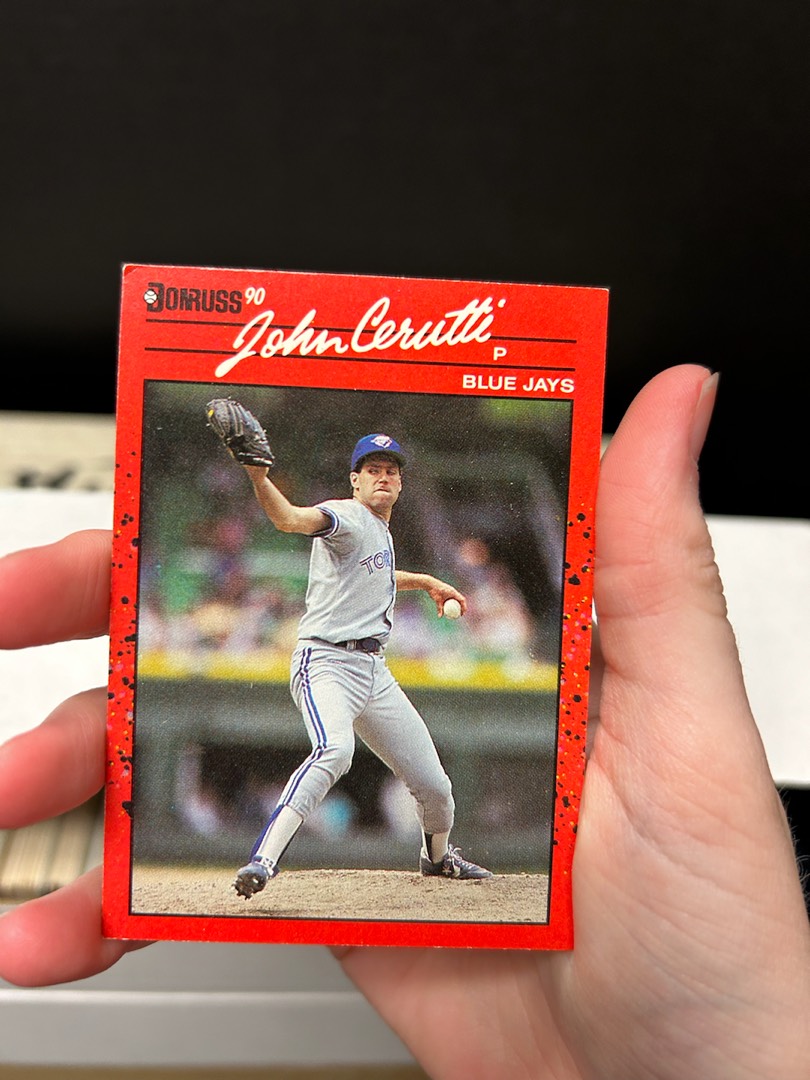 DONRUSS 90
John Cerutti
P
BLUE JAYS
TOR